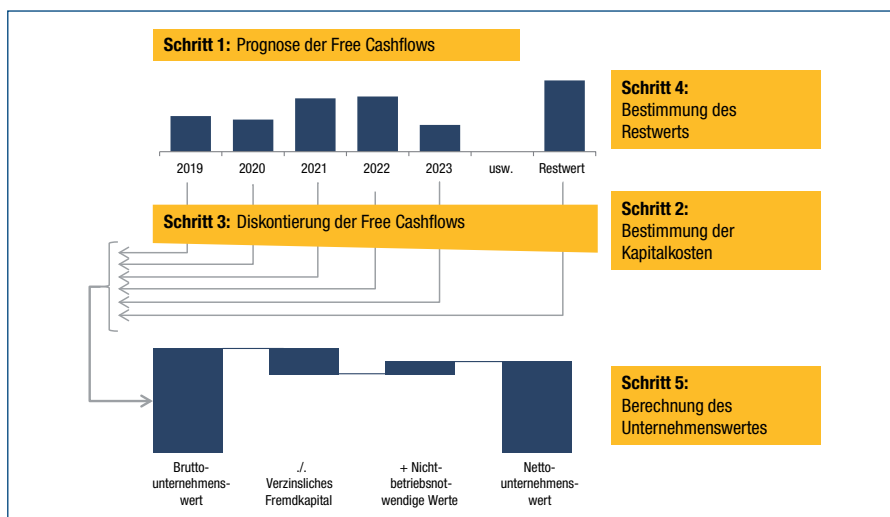 Schritt 1: Prognose der Free Cashflows
Schritt 4:
Bestimmung des
Restwerts
2019 2020 2021 2022 2023 usw. Restwert
Schritt 3: Diskontierung der Free Cashflows
Schritt 2:
Bestimmung der
Kapitalkosten
Schritt 5:
Berechnung des
Unternehmenswertes
Brutto-
unternehmens-
wert
./.
Verzinsliches
Fremdkapital
+ Nicht-
betriebsnot-
wendige Werte
Netto-
unternehmens-
wert